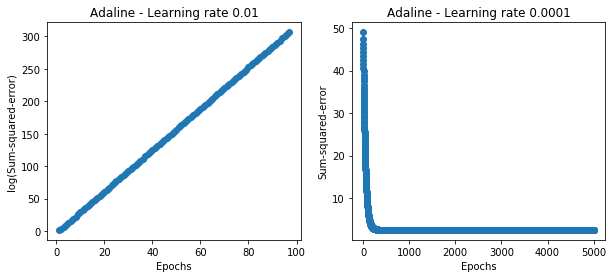 Adaline - Learning rate 0.01
log(Sum-squared-error)
300
250
200
150
100
50
0
0 20 40 60 80 100
Epochs
Adaline - Learning rate 0.0001
Sum-squared-error
50
40
30
20
10
0 1000 2000 3000 4000 5000
Epochs